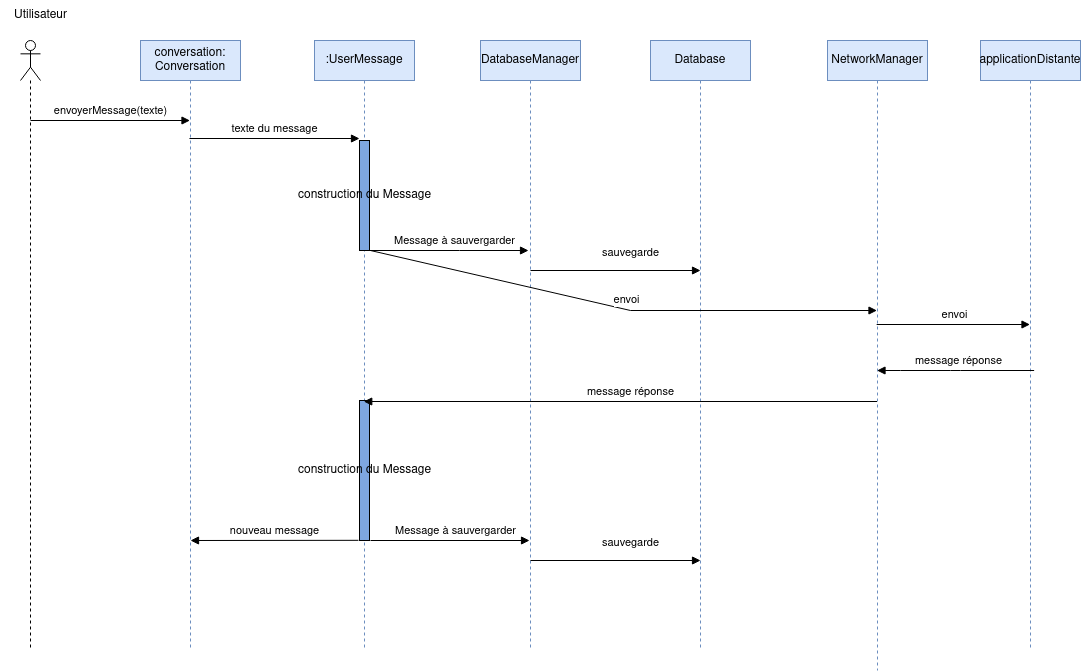 Utilisateur
conversation:
Conversation
:UserMessage
DatabaseManager
Database
NetworkManager
applicationDistante
envoyerMessage(texte)
texte du message
construction du Message
Message à sauvergarder
sauvegarde
envoi
envoi
message réponse
message réponse
construction du Message
nouveau message
Message à sauvergarder
sauvegarde